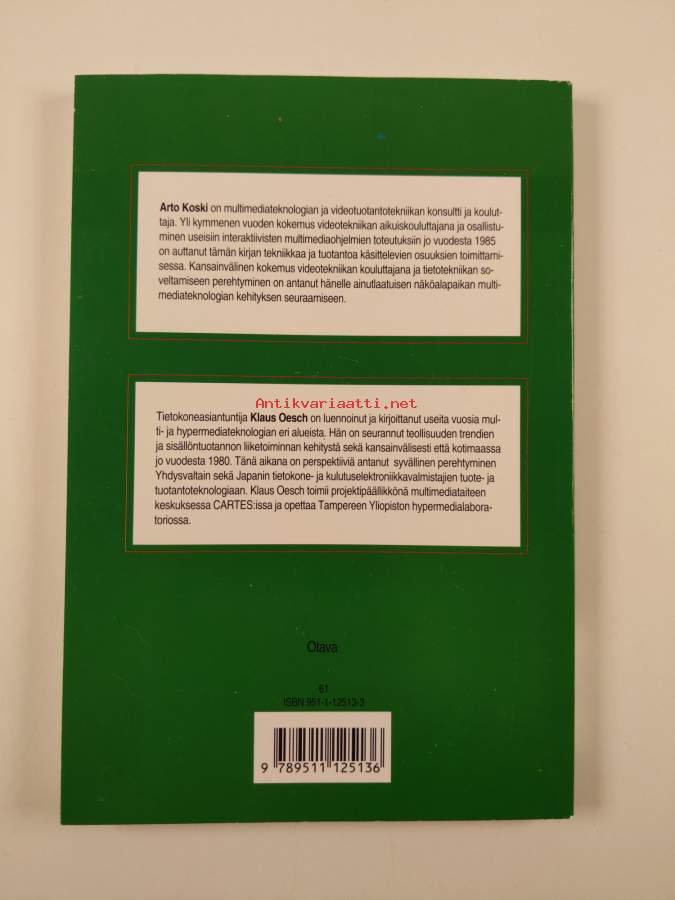 Arto Koski on multimediateknologian ja videotuotantotekniikan konsultti ja koulut-
taja. Yli kymmenen vuoden kokemus videotekniikan aikuiskouluttajana ja osallistu-
minen useisiin interaktiivisten multimediaohjelmien toteutuksiin jo vuodesta 1985
on auttanut tämän kirjan tekniikkaa ja tuotantoa käsittelevien osuuksien toimittami-
sessa. Kansainvälinen kokemus videotekniikan kouluttajana ja tietotekniikan so-
veltamiseen perehtyminen on antanut hänelle ainutlaatuisen näköalapaikan multi-
mediateknologian kehityksen seuraamiseen.
Antikvariaatti.net
Tietokoneasiantuntija Klaus Oesch on luennoinut ja kirjoittanut useita vuosia mul-
ti- ja hypermediateknologian eri alueista. Hän on seurannut teollisuuden trendien
ja sisällöntuotannon liiketoiminnan kehitystä sekä kansainvälisesti että kotimaassa
jo vuodesta 1980. Tänä aikana on perspektiiviä antanut syvällinen perehtyminen
Yhdysvaltain sekä Japanin tietokone- ja kulutuselektroniikkavalmistajien tuote- ja
tuotantoteknologiaan. Klaus Oesch toimii projektipäällikkönä multimediataiteen
keskuksessa CARTES:issa ja opettaa Tampereen Yliopiston hypermedialabora-
toriossa.
Otava
61
ISBN 951-1-12513-3
9 789511 125136